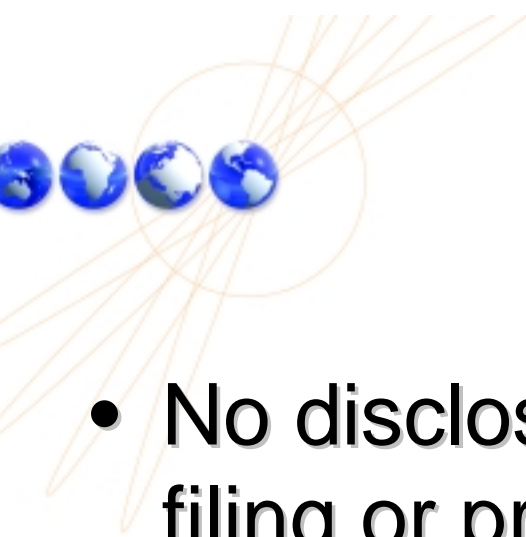 • No disclos
filing or pr